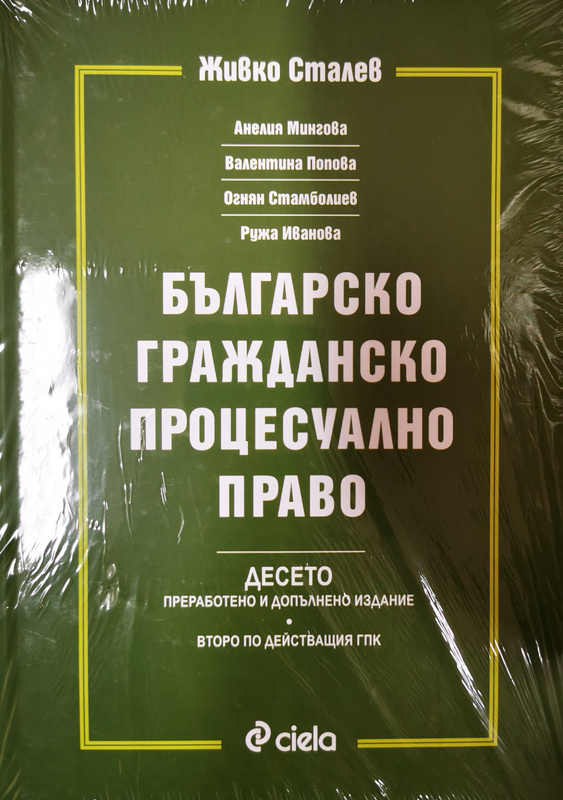 Живко Сталев
Анелия Мингова
Валентина Попова
Огнян Стамболиев
Ружа Иванова
БЪЛГАРСКО
ГРАЖДАНСКО
ПРОЦЕСУАЛНО
ПРАВО
ДЕСЕТО
ПРЕРАБОТЕНО И ДОПЪЛНЕНО ИЗДАНИЕ
•
ВТОРО ПО ДЕЙСТВАЩИЯ ГПК
ciela